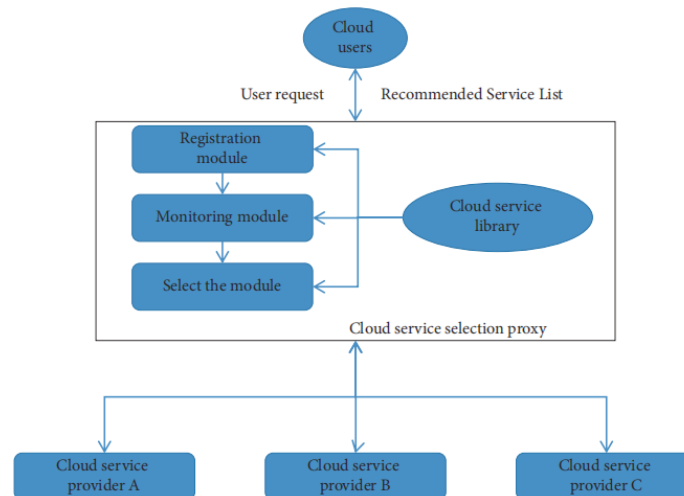 Cloud
users
User request
Recommended Service List
Registration
module
Monitoring module
Select the module
Cloud service
library
Cloud service selection proxy
Cloud service
provider A
Cloud service
provider B
Cloud service
provider C